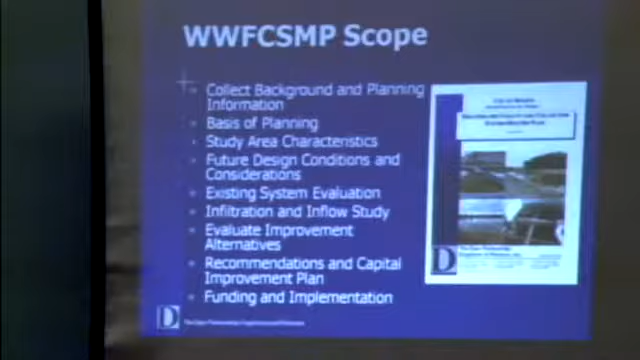 WWFCSMP Scope
Collect Background and Planning
Information
Basis of Planning
Study Area Characteristics
Future Design Conditions and
Considerations
Existing System Evaluation
Infiltration and Inflow Study
Evaluate Improvement
Alternatives
Recommendations and Capital
Improvement Plan
Funding and Implementation
D
D